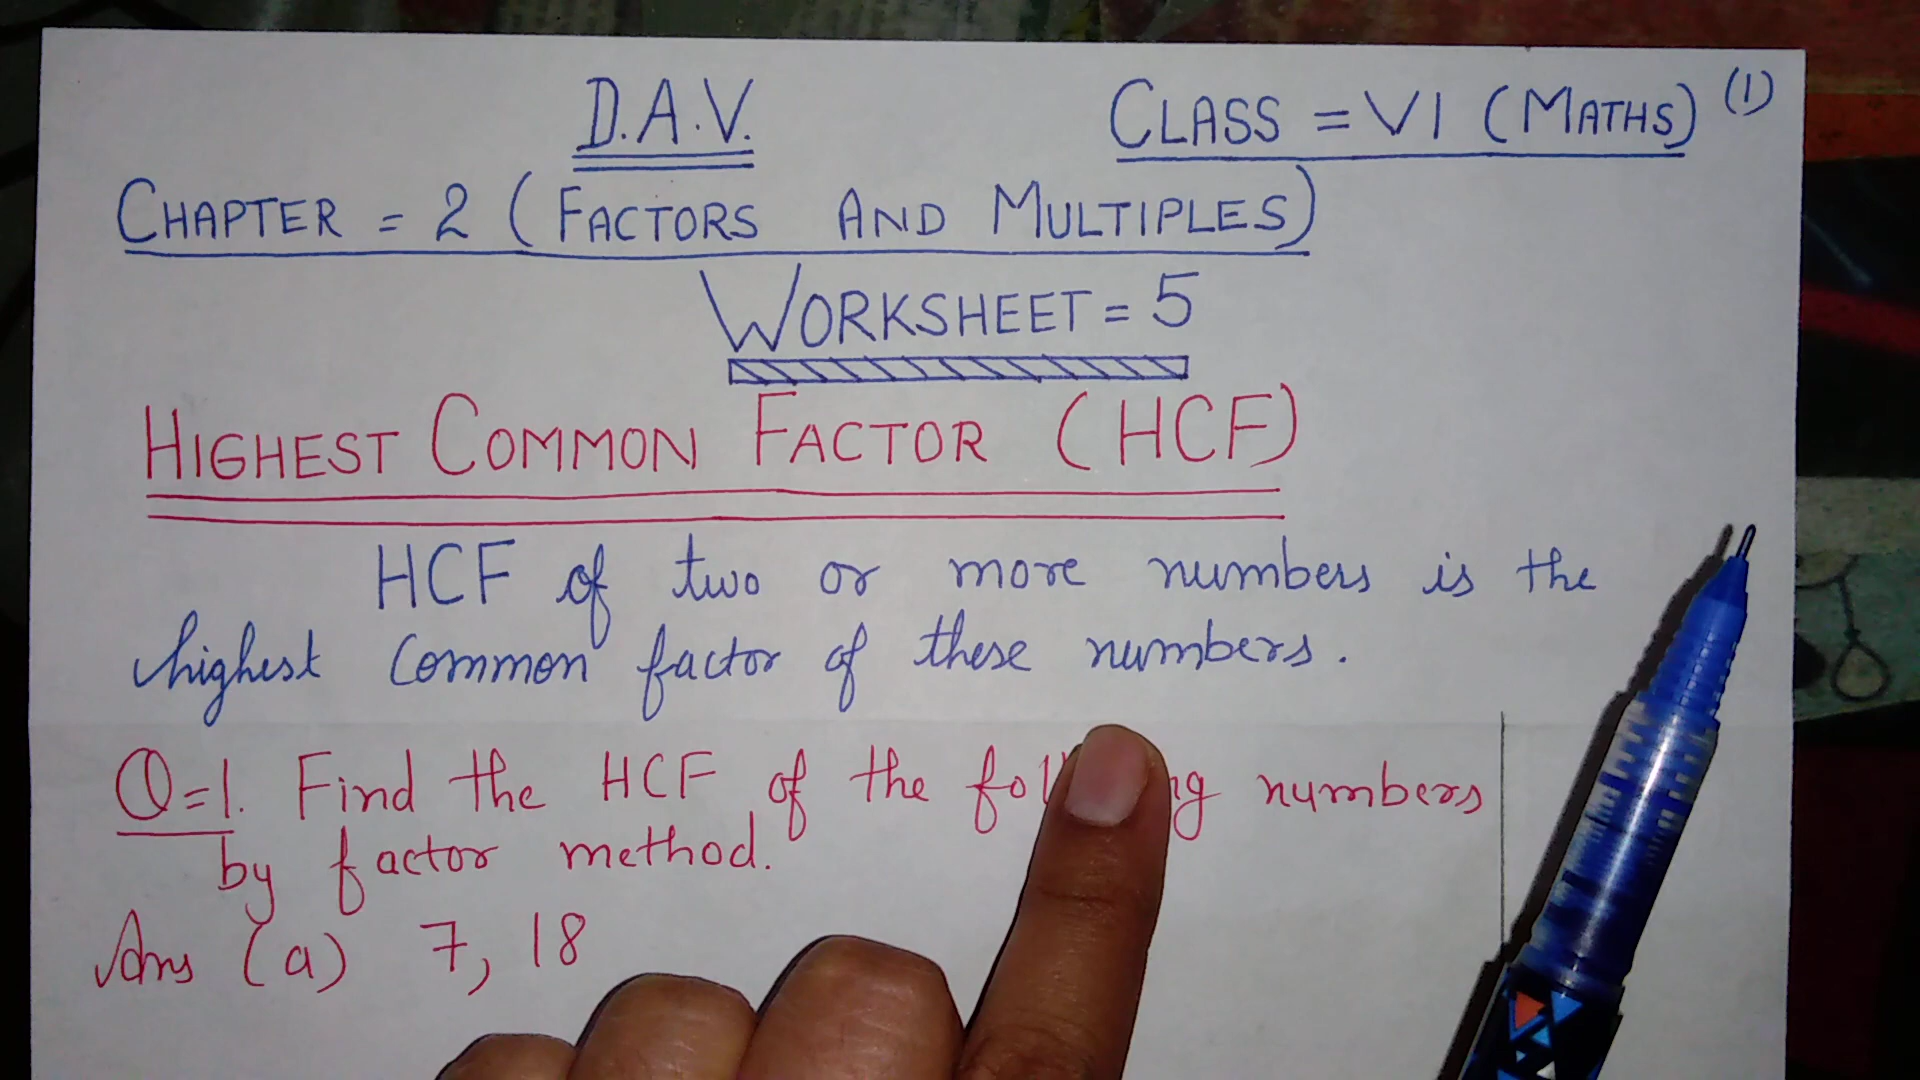 D.A.V. CLASS = VI (MATHS) (1)
CHAPTER = 2 (FACTORS AND MULTIPLES)
WORKSHEET = 5
HIGHEST COMMON FACTOR (HCF)
HCF of two or more numbers is the
highest common factor of these numbers.
Q=1. Find the HCF of the numbers
by factor method.
Ans (a) 7, 18